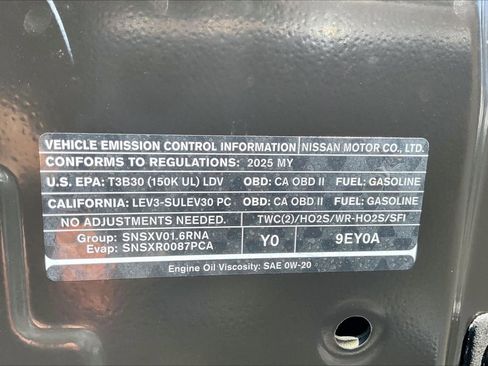 VEHICLE EMISSION CONTROL INFORMATION NISSAN MOTOR CO., LTD.
CONFORMS TO REGULATIONS: 2025 MY
U.S. EPA: T3B30 (150K UL) LDV OBD: CA OBD II FUEL: GASOLINE
CALIFORNIA: LEV3-SULEV30 PC OBD: CA OBD II FUEL: GASOLINE
NO ADJUSTMENTS NEEDED. TWC(2)/HO2S/WR-HO2S/SFI
Group: SNSXV01.6RNA Y0 9EY0A
Evap: SNSXR0087PCA
Engine Oil Viscosity: SAE 0W-20